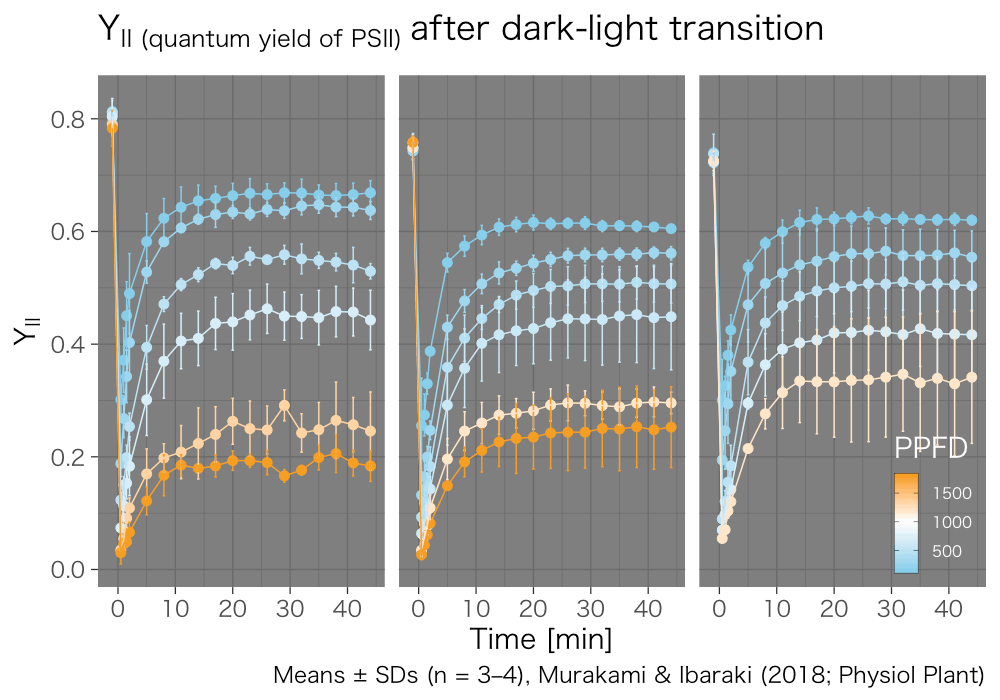 YII (quantum yield of PSII) after dark-light transition
YII
0.8
0.6
0.4
0.2
0.0
PPFD
1500
1000
500
0 10 20 30 40 0 10 20 30 40 0 10 20 30 40
Time [min]
Means ± SDs (n = 3–4), Murakami & Ibaraki (2018; Physiol Plant)